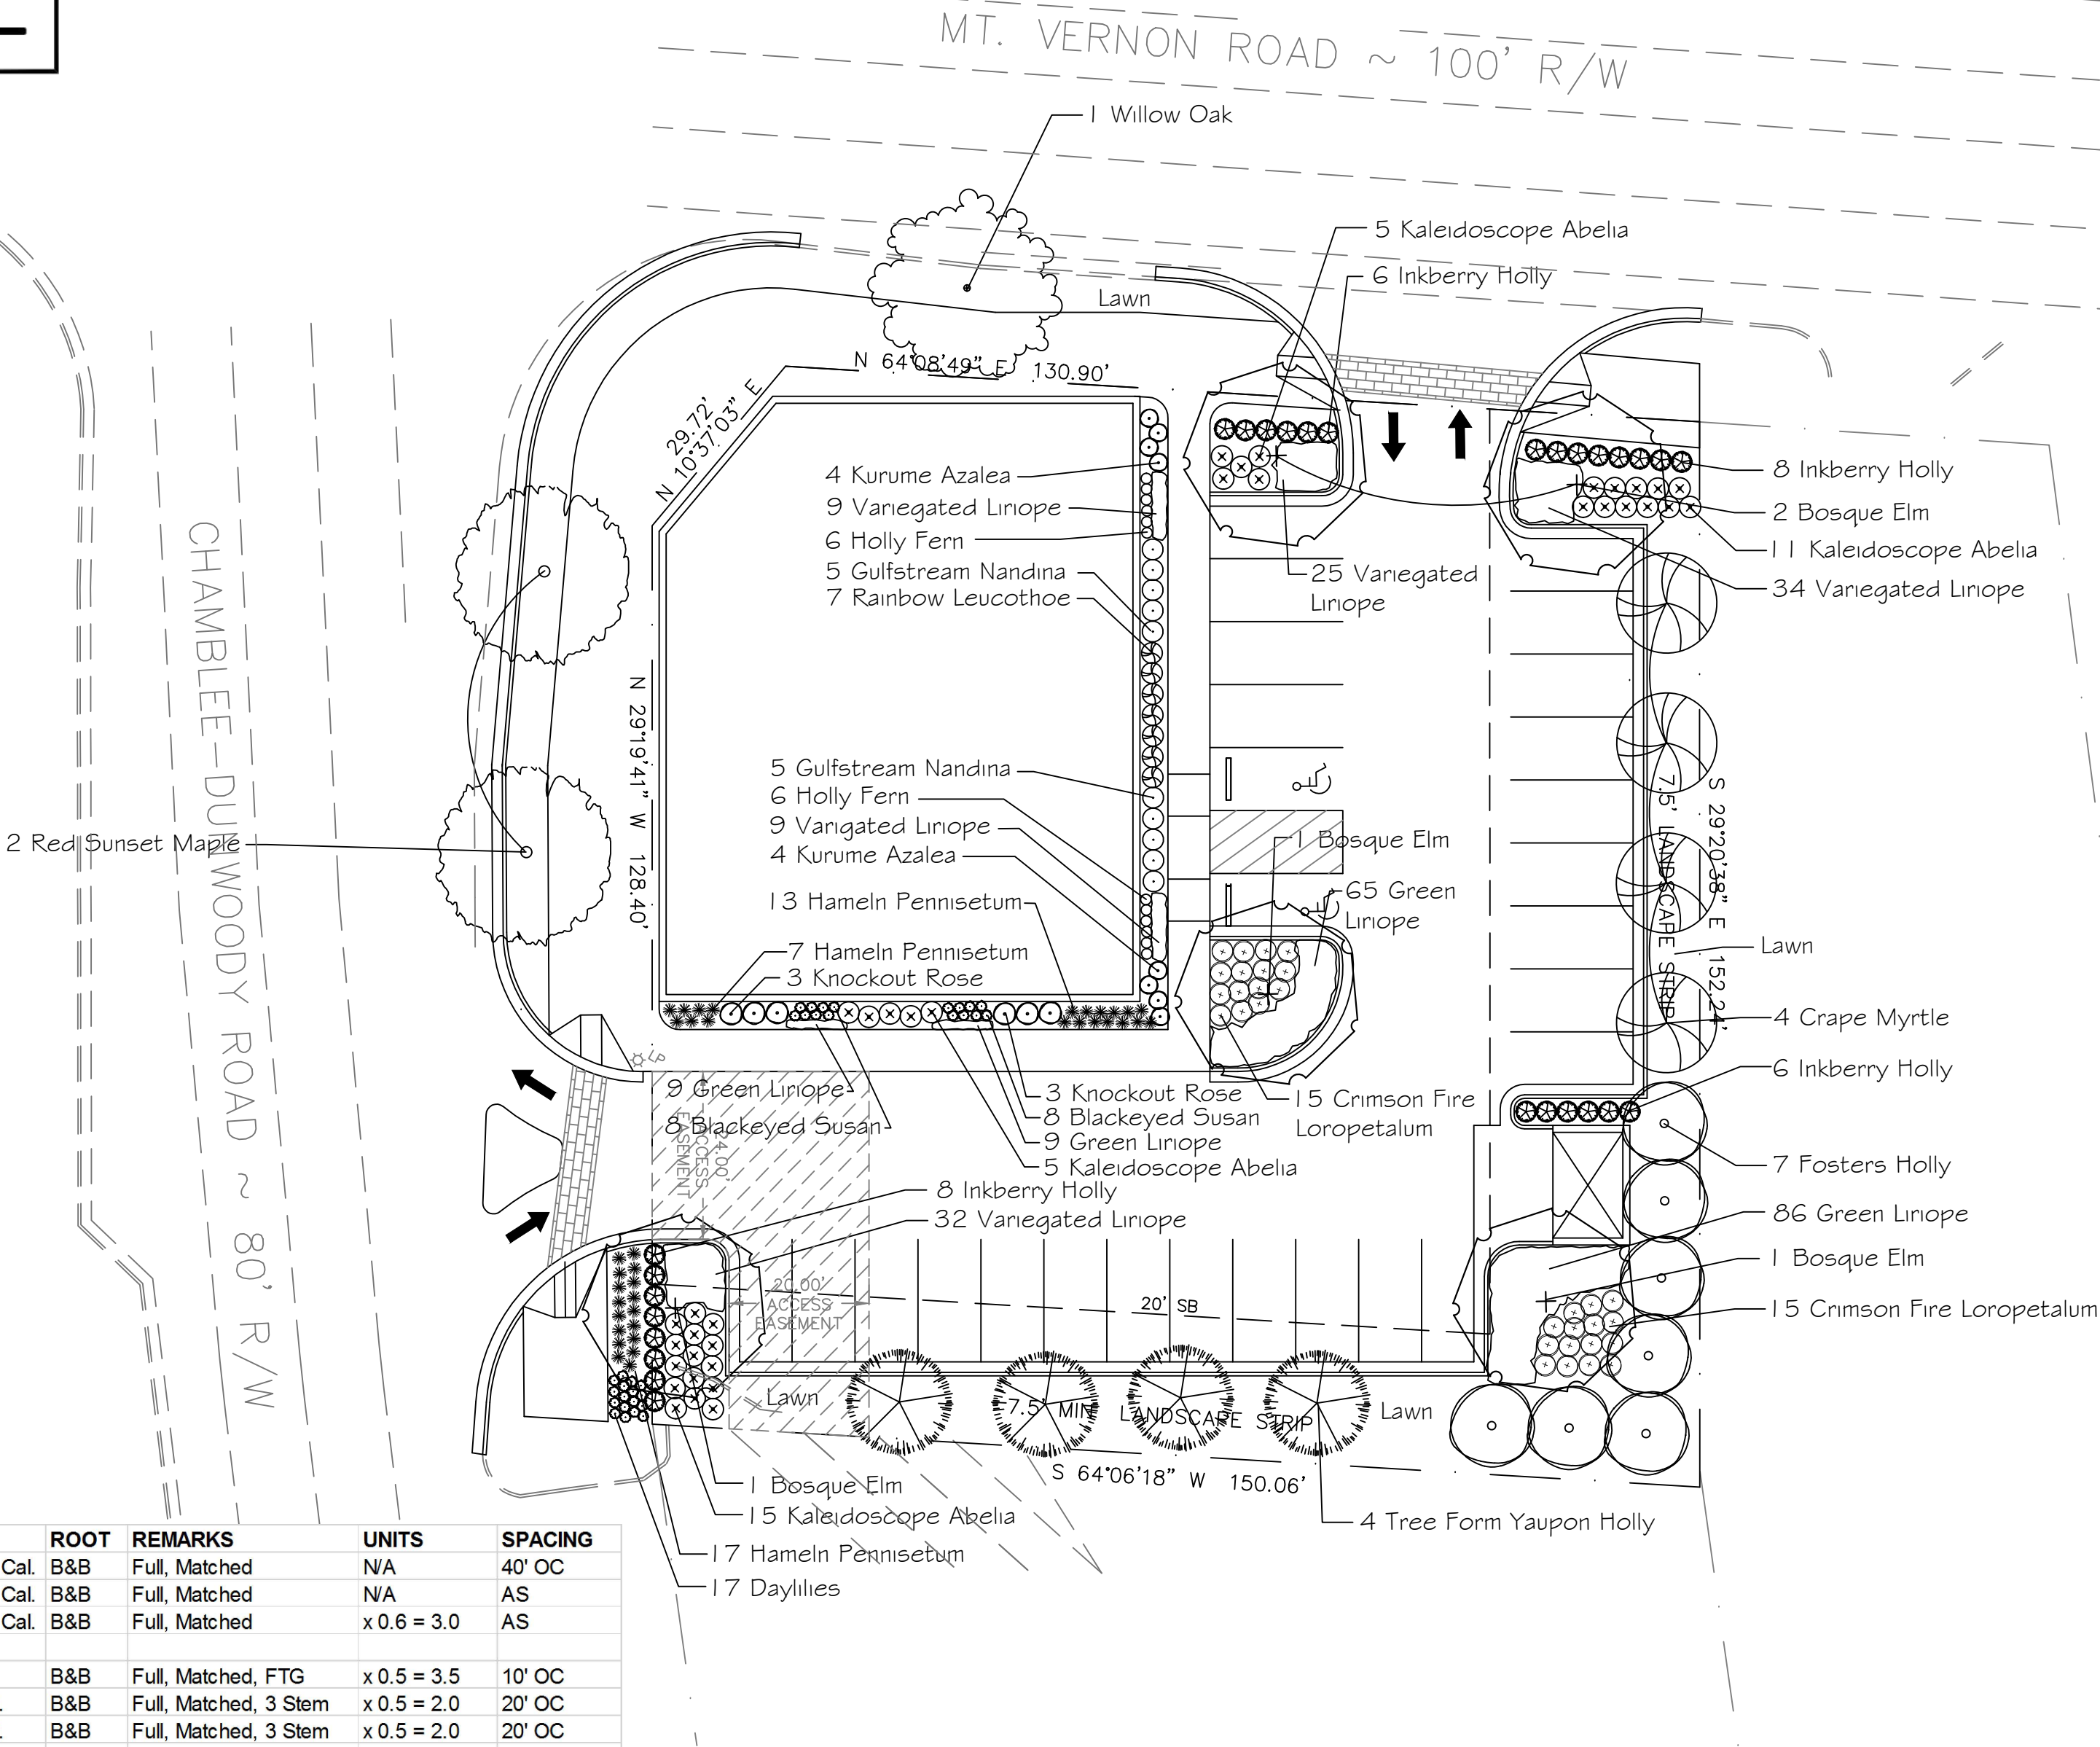 MT. VERNON ROAD ~ 100' R/W
1 Willow Oak
5 Kaleidoscope Abelia
6 Inkberry Holly
Lawn
N 64°08'49" E 130.90'
29.72'
N 10°37'03" E
4 Kurume Azalea
9 Variegated Liriope
6 Holly Fern
5 Gulfstream Nandina
7 Rainbow Leucothoe
8 Inkberry Holly
2 Bosque Elm
11 Kaleidoscope Abelia
34 Variegated Liriope
25 Variegated
Liriope
CHAMBLEE-DUNWOODY ROAD ~ 80' R/W
N 29°19'41" W 128.40'
2 Red Sunset Maple
5 Gulfstream Nandina
6 Holly Fern
9 Varigated Liriope
4 Kurume Azalea
13 Hameln Pennisetum
7 Hameln Pennisetum
3 Knockout Rose
1 Bosque Elm
65 Green
Liriope
7.5' LANDSCAPE STRIP
S 29°20'38" E 152.24'
Lawn
4 Crape Myrtle
6 Inkberry Holly
LP
9 Green Liriope
8 Blackeyed Susan
24.00'
ACCESS
EASEMENT
3 Knockout Rose
8 Blackeyed Susan
9 Green Liriope
5 Kaleidoscope Abelia
15 Crimson Fire
Loropetalum
7 Fosters Holly
86 Green Liriope
1 Bosque Elm
15 Crimson Fire Loropetalum
8 Inkberry Holly
32 Variegated Liriope
20.00'
ACCESS
EASEMENT
20' SB
Lawn
7.5' MIN. LANDSCAPE STRIP
Lawn
S 64°06'18" W 150.06'
1 Bosque Elm
15 Kaleidoscope Abelia
17 Hameln Pennisetum
17 Daylilies
4 Tree Form Yaupon Holly
ROOT REMARKS UNITS SPACING
Cal. B&B Full, Matched N/A 40' OC
Cal. B&B Full, Matched N/A AS
Cal. B&B Full, Matched x 0.6 = 3.0 AS
B&B Full, Matched, FTG x 0.5 = 3.5 10' OC
B&B Full, Matched, 3 Stem x 0.5 = 2.0 20' OC
B&B Full, Matched, 3 Stem x 0.5 = 2.0 20' OC